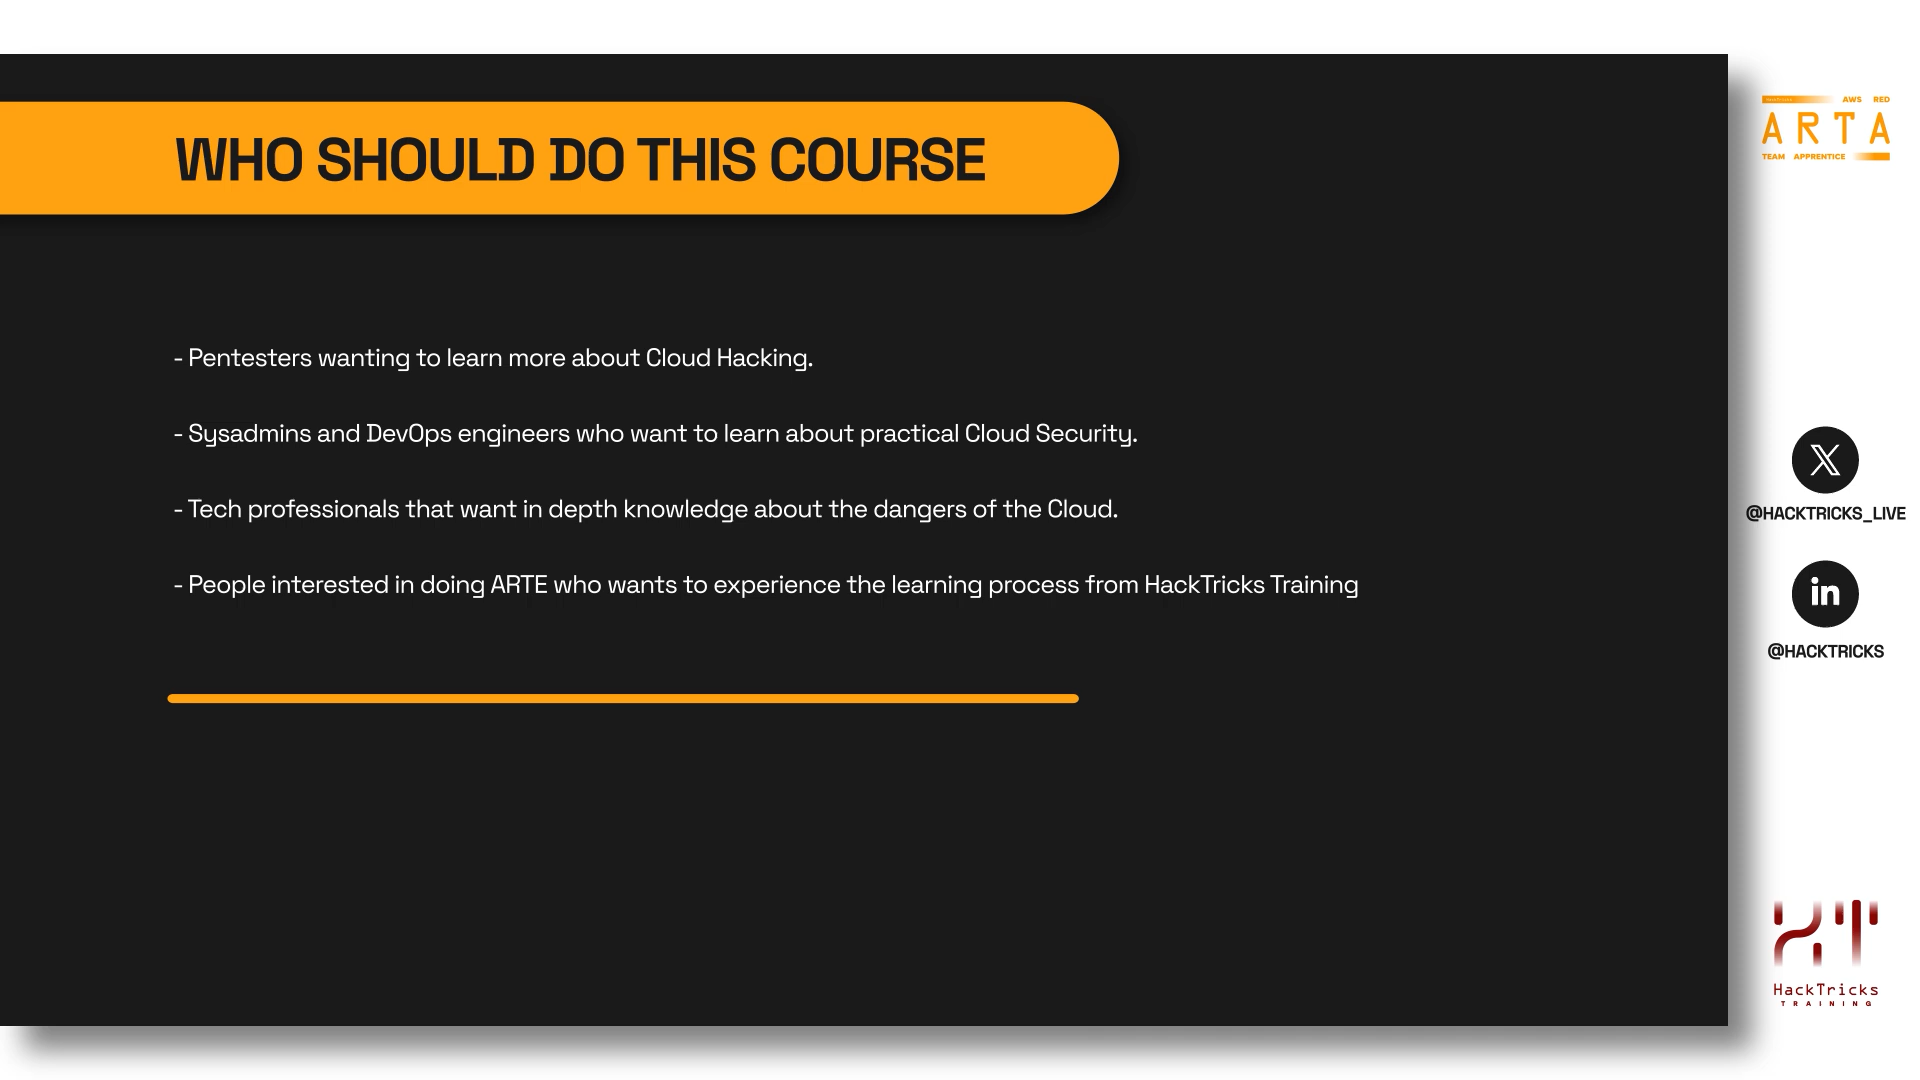 WHO SHOULD DO THIS COURSE
- Pentesters wanting to learn more about Cloud Hacking.
- Sysadmins and DevOps engineers who want to learn about practical Cloud Security.
- Tech professionals that want in depth knowledge about the dangers of the Cloud.
- People interested in doing ARTE who wants to experience the learning process from HackTricks Training
AWS RED
ARTA
TEAM APPRENTICE
@HACKTRICKS_LIVE
in
@HACKTRICKS
HT
HackTricks
TRAINING